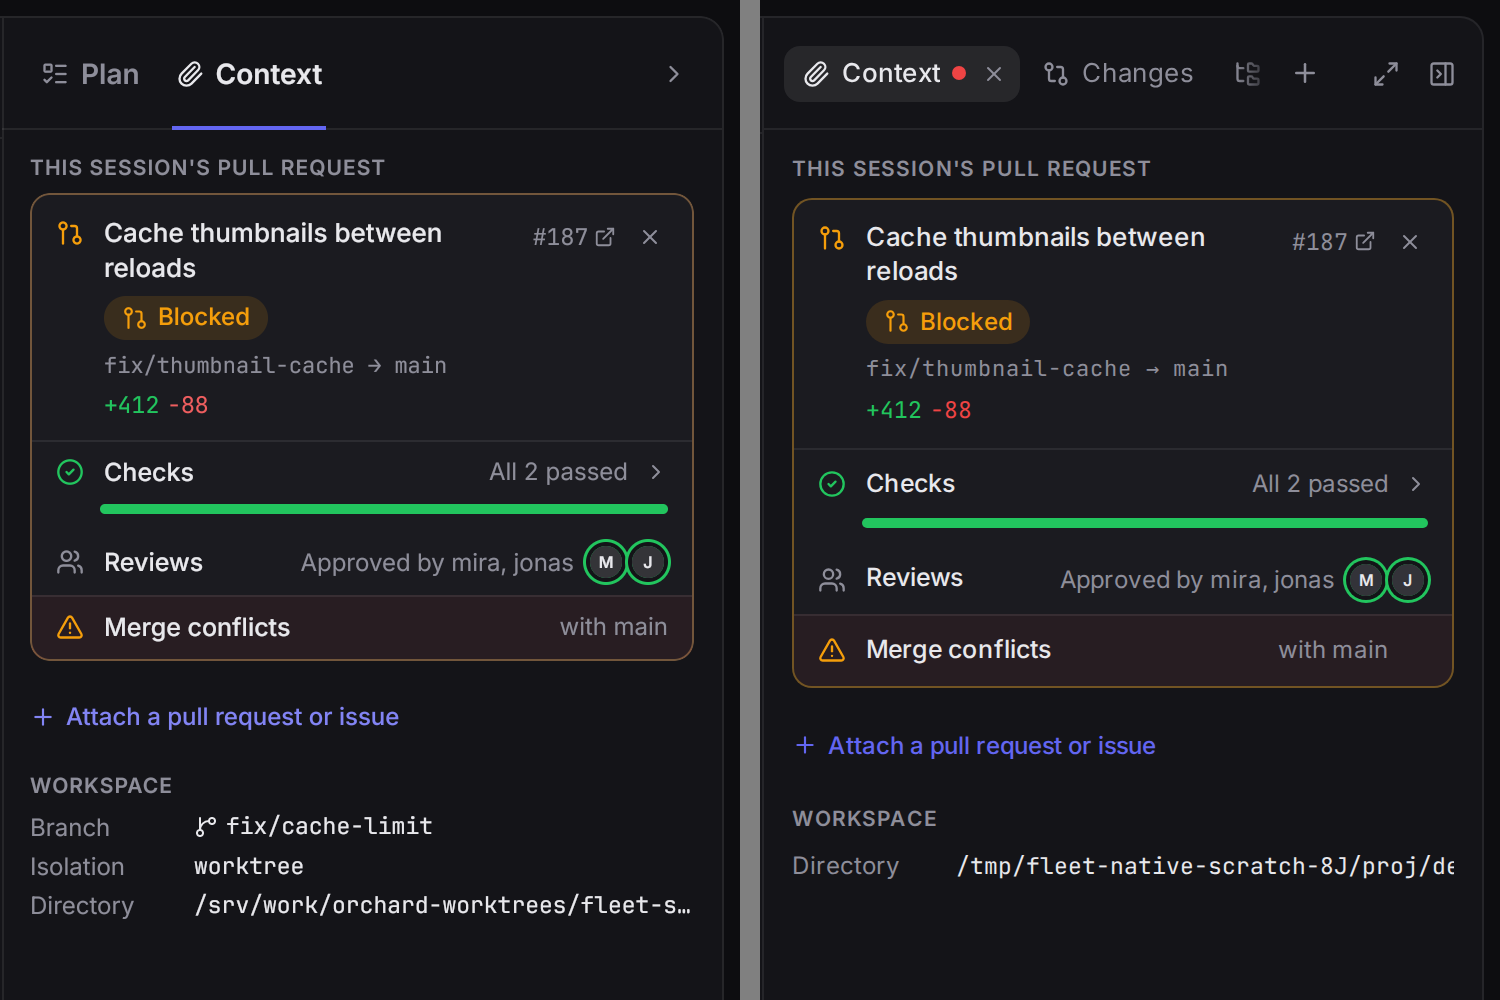 Plan
Context
THIS SESSION'S PULL REQUEST
Cache thumbnails between
reloads
#187
Blocked
fix/thumbnail-cache → main
+412 -88
Checks
All 2 passed
Reviews
Approved by mira, jonas
M
J
Merge conflicts
with main
+ Attach a pull request or issue
WORKSPACE
Branch
fix/cache-limit
Isolation
worktree
Directory
/srv/work/orchard-worktrees/fleet-s…
Context
Changes
THIS SESSION'S PULL REQUEST
Cache thumbnails between
reloads
#187
Blocked
fix/thumbnail-cache → main
+412 -88
Checks
All 2 passed
Reviews
Approved by mira, jonas
M
J
Merge conflicts
with main
+ Attach a pull request or issue
WORKSPACE
Directory
/tmp/fleet-native-scratch-8J/proj/de